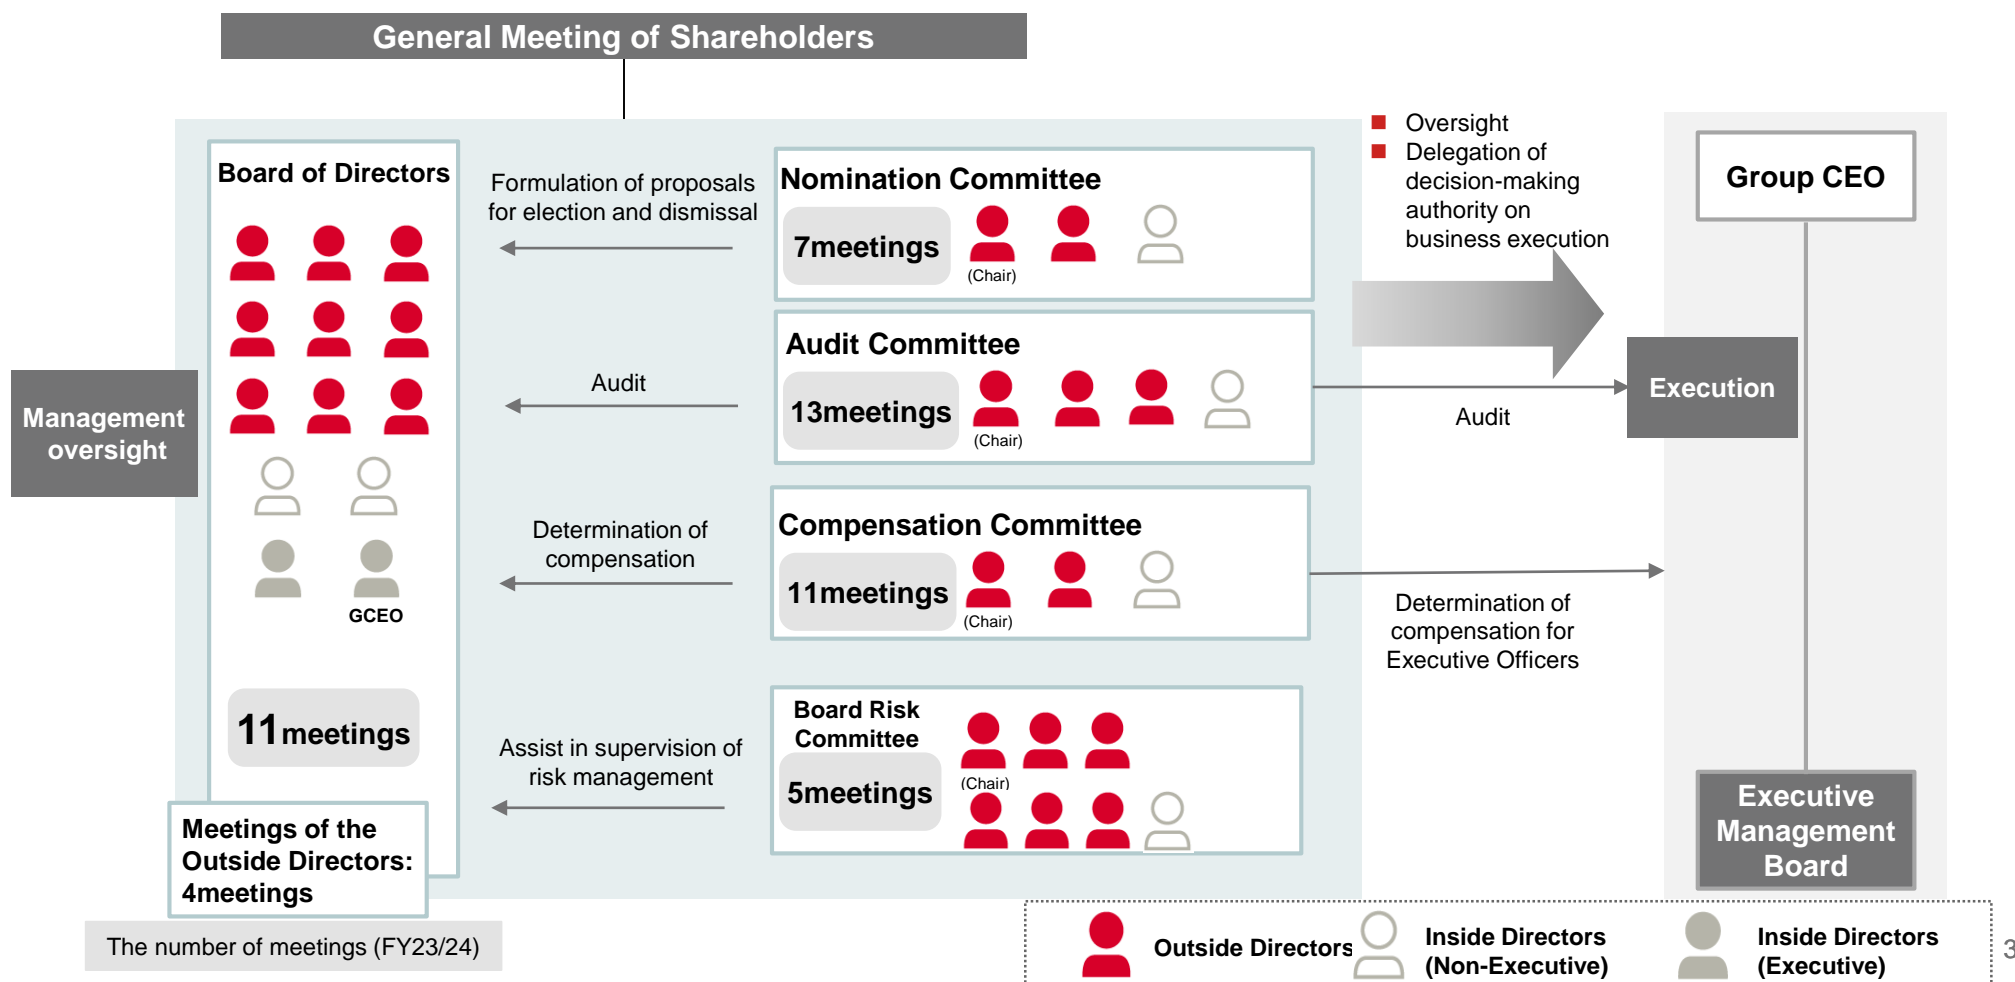 General Meeting of Shareholders
Management
oversight
Board of Directors
GCEO
11 meetings
Meetings of the
Outside Directors:
4meetings
The number of meetings (FY23/24)
Formulation of proposals
for election and dismissal
Audit
Determination of
compensation
Assist in supervision of
risk management
Nomination Committee
7meetings
(Chair)
Audit Committee
13meetings
(Chair)
Compensation Committee
11meetings
(Chair)
Board Risk
Committee
5meetings
(Chair)
Oversight
Delegation of
decision-making
authority on
business execution
Audit
Determination of
compensation for
Executive Officers
Group CEO
Execution
Executive
Management
Board
Outside Directors
Inside Directors
(Non-Executive)
Inside Directors
(Executive)
3